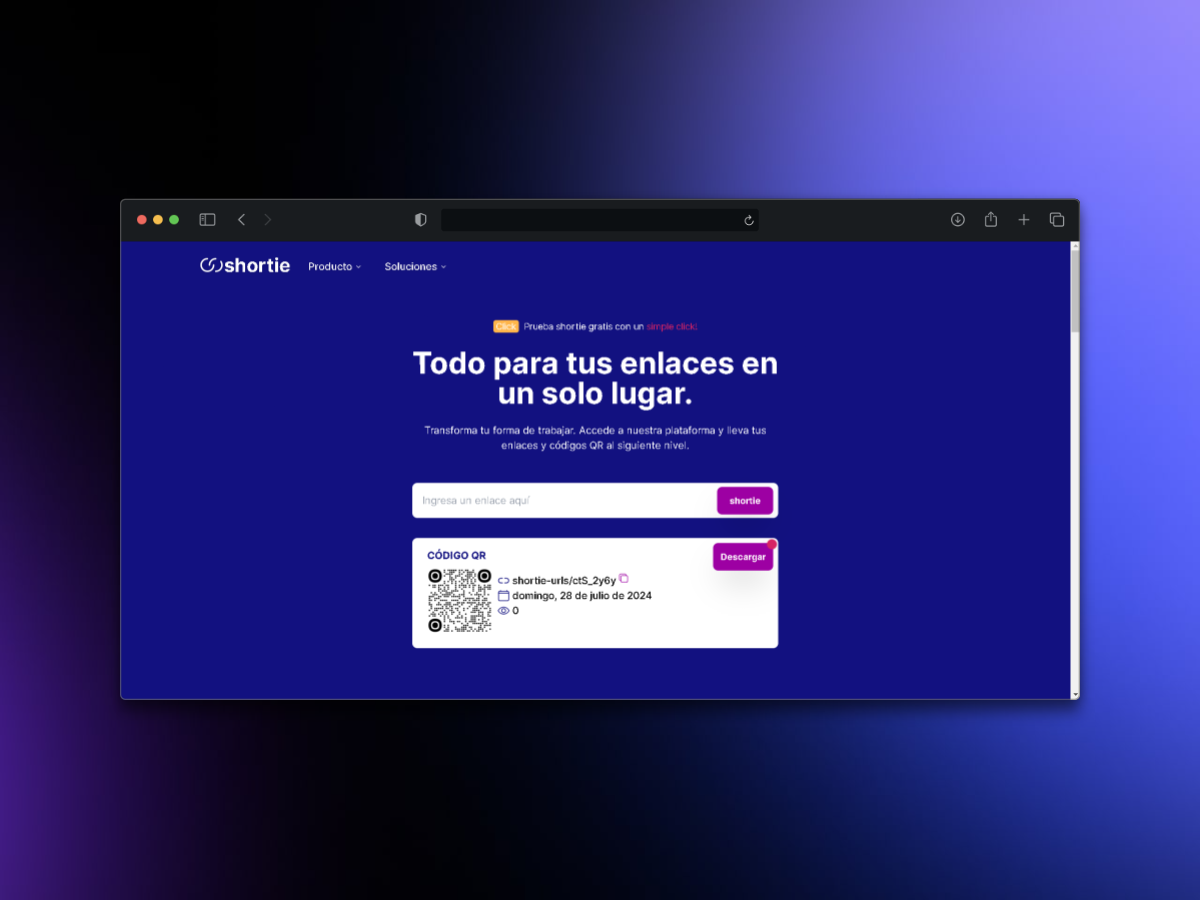 shortie
Producto
Soluciones
Click Prueba shortie gratis con un simple click!
Todo para tus enlaces en
un solo lugar.
Transforma tu forma de trabajar. Accede a nuestra plataforma y lleva tus
enlaces y códigos QR al siguiente nivel.
Ingresa un enlace aquí
shortie
CÓDIGO QR
Descargar
shortie-urls/ctS_2y6y
domingo, 28 de julio de 2024
0